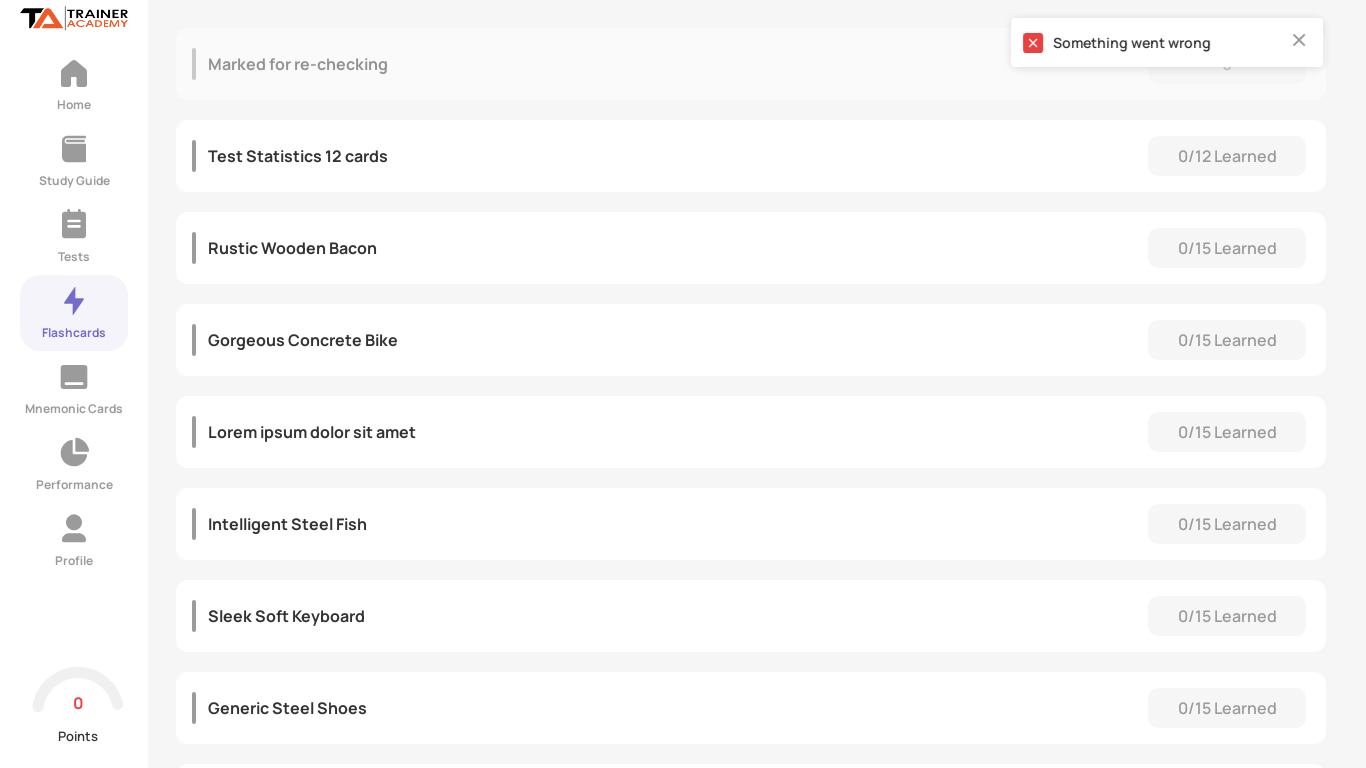 TRAINER
ACADEMY
Home
Study Guide
Tests
Flashcards
Mnemonic Cards
Performance
Profile
0
Points
Something went wrong
Marked for re-checking
Test Statistics 12 cards
0/12 Learned
Rustic Wooden Bacon
0/15 Learned
Gorgeous Concrete Bike
0/15 Learned
Lorem ipsum dolor sit amet
0/15 Learned
Intelligent Steel Fish
0/15 Learned
Sleek Soft Keyboard
0/15 Learned
Generic Steel Shoes
0/15 Learned